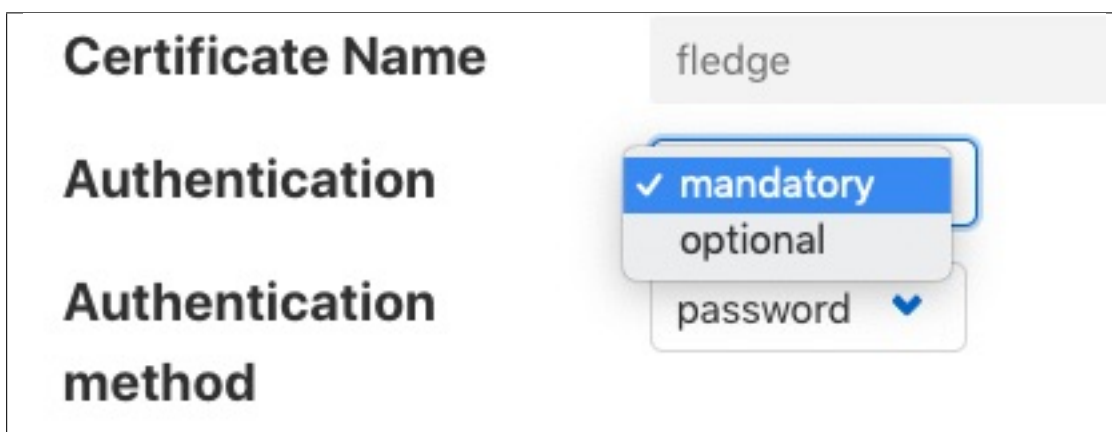 Certificate Name
fledge
Authentication
✓ mandatory
optional
Authentication
method
password